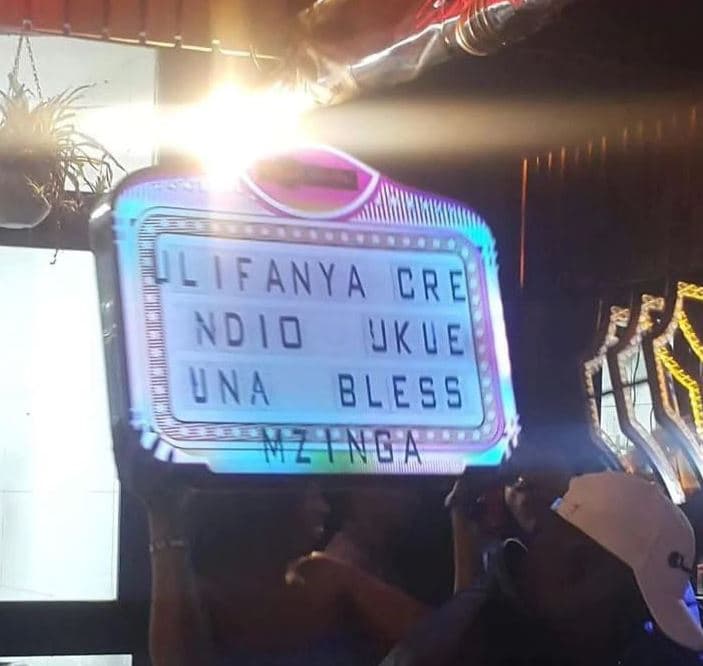 ULIFANYA CRE
NDIO UKUE
UNA BLESS
MZINGA